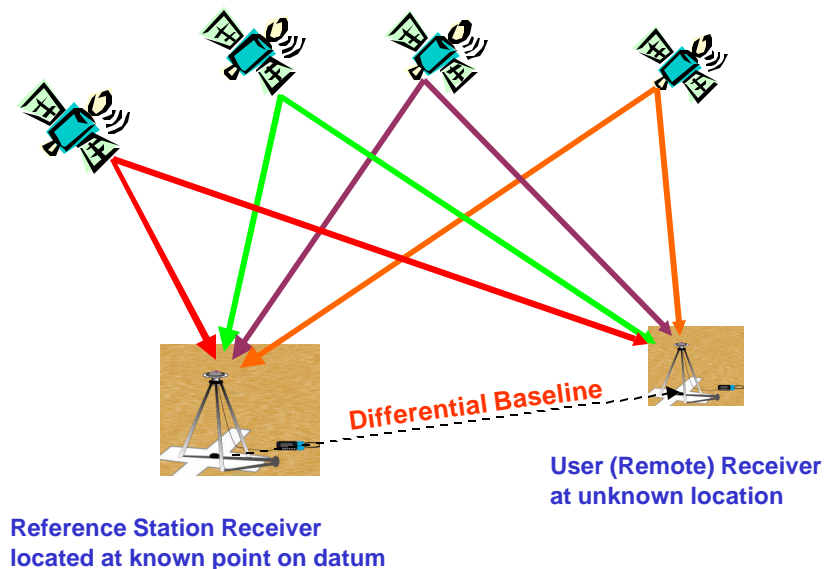 Differential Baseline
User (Remote) Receiver
at unknown location
Reference Station Receiver
located at known point on datum